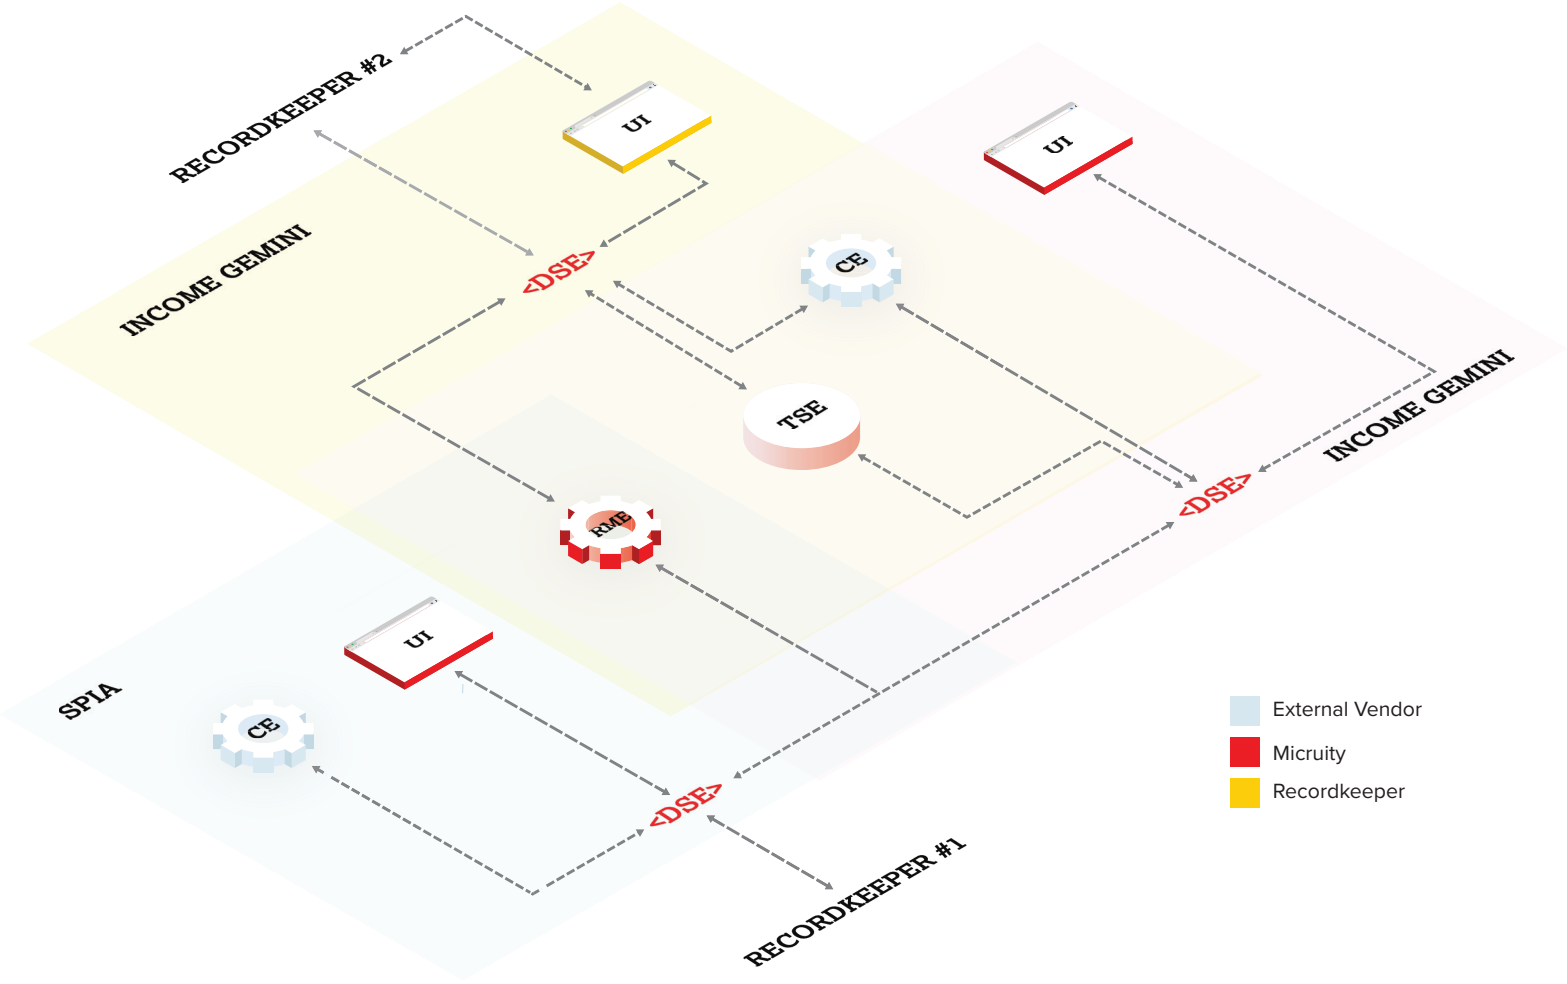 RECORDKEEPER #2
UI
UI
INCOME GEMINI
<DSE>
CE
TSE
INCOME GEMINI
<DSE>
RME
UI
SPIA
CE
<DSE>
RECORDKEEPER #1
External Vendor
Micruity
Recordkeeper